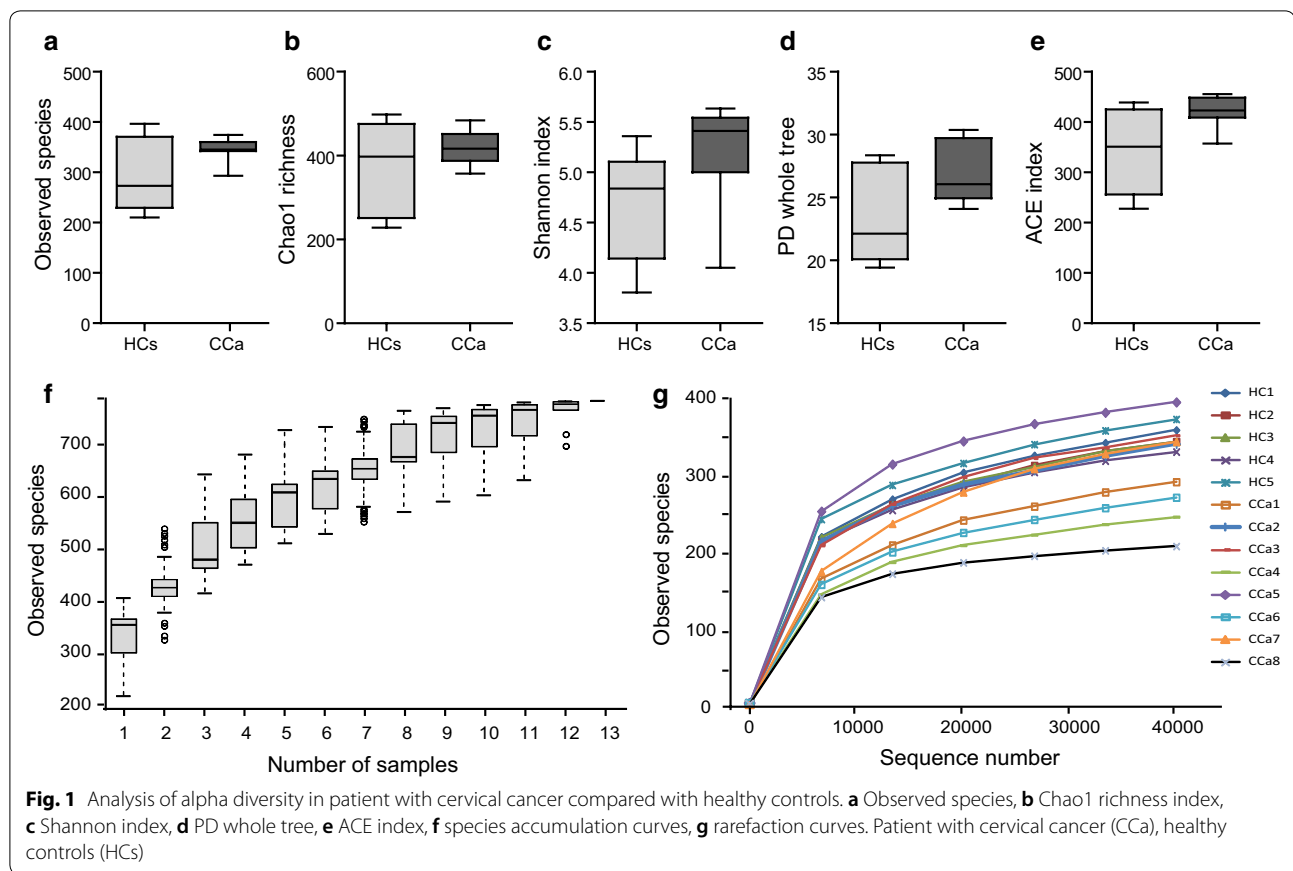 a
Observed species
500
400
300
200
100
0
HCs CCa
b
Chao1 richness
600
400
200
0
HCs CCa
c
Shannon index
6.0
5.5
5.0
4.5
4.0
3.5
HCs CCa
d
PD whole tree
35
30
25
20
15
HCs CCa
e
ACE index
500
400
300
200
100
0
HCs CCa
f
Observed species
700
600
500
400
300
200
1 2 3 4 5 6 7 8 9 10 11 12 13
Number of samples
g
Observed species
400
300
200
100
0
0 10000 20000 30000 40000
Sequence number
HC1
HC2
HC3
HC4
HC5
CCa1
CCa2
CCa3
CCa4
CCa5
CCa6
CCa7
CCa8
Fig. 1 Analysis of alpha diversity in patient with cervical cancer compared with healthy controls. a Observed species, b Chao1 richness index,
c Shannon index, d PD whole tree, e ACE index, f species accumulation curves, g rarefaction curves. Patient with cervical cancer (CCa), healthy
controls (HCs)